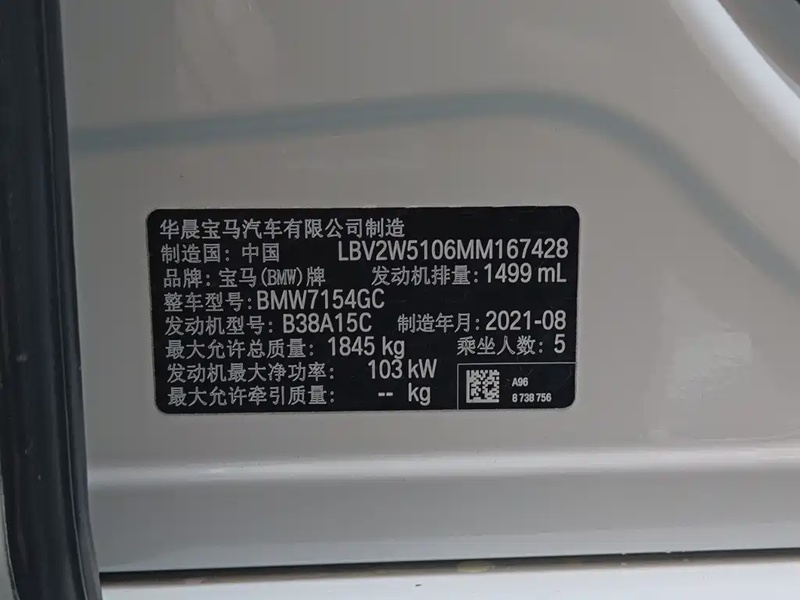 华晨宝马汽车有限公司制造
制造国: 中国 LBV2W5106MM167428
品牌: 宝马(BMW)牌 发动机排量: 1499 mL
整车型号: BMW7154GC
发动机型号: B38A15C 制造年月: 2021-08
最大允许总质量: 1845 kg 乘坐人数: 5
发动机最大净功率: 103 kW
最大允许牵引质量: -- kg
A96
8 738 756